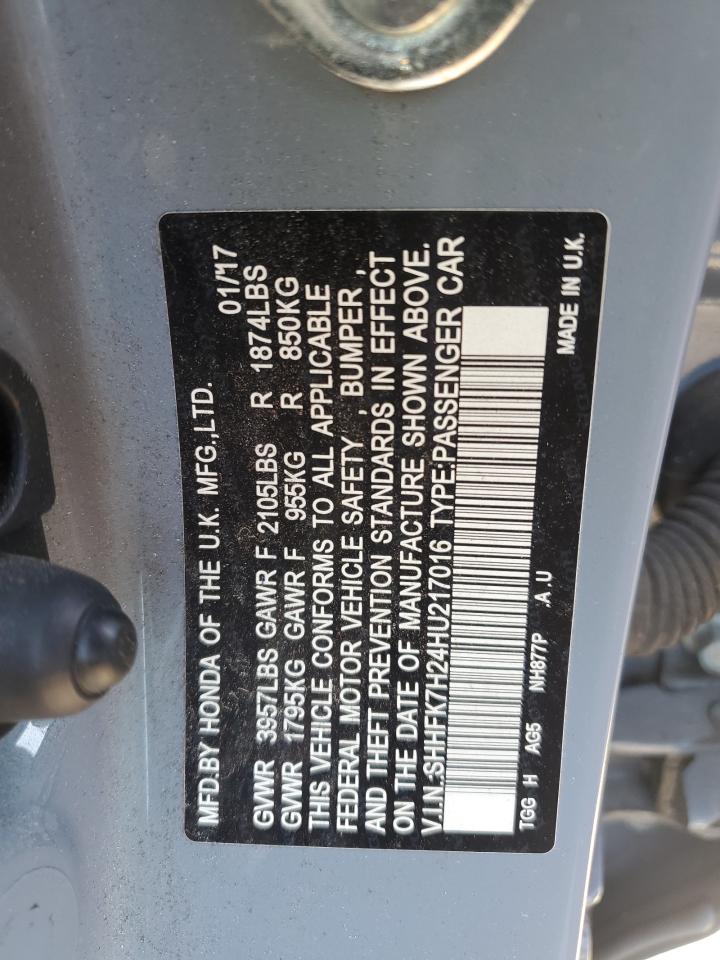 MFD.BY HONDA OF THE U.K. MFG.,LTD. 01/17
GVWR 3957LBS GAWR F 2105LBS R 1874LBS
GVWR 1795KG GAWR F 955KG R 850KG
THIS VEHICLE CONFORMS TO ALL APPLICABLE
FEDERAL MOTOR VEHICLE SAFETY , BUMPER ,
AND THEFT PREVENTION STANDARDS IN EFFECT
ON THE DATE OF MANUFACTURE SHOWN ABOVE.
V.I.N.SHHFK7H24HU217016 TYPE:PASSENGER CAR
TGG H AG5 NH877P .A.U
MADE IN U.K.